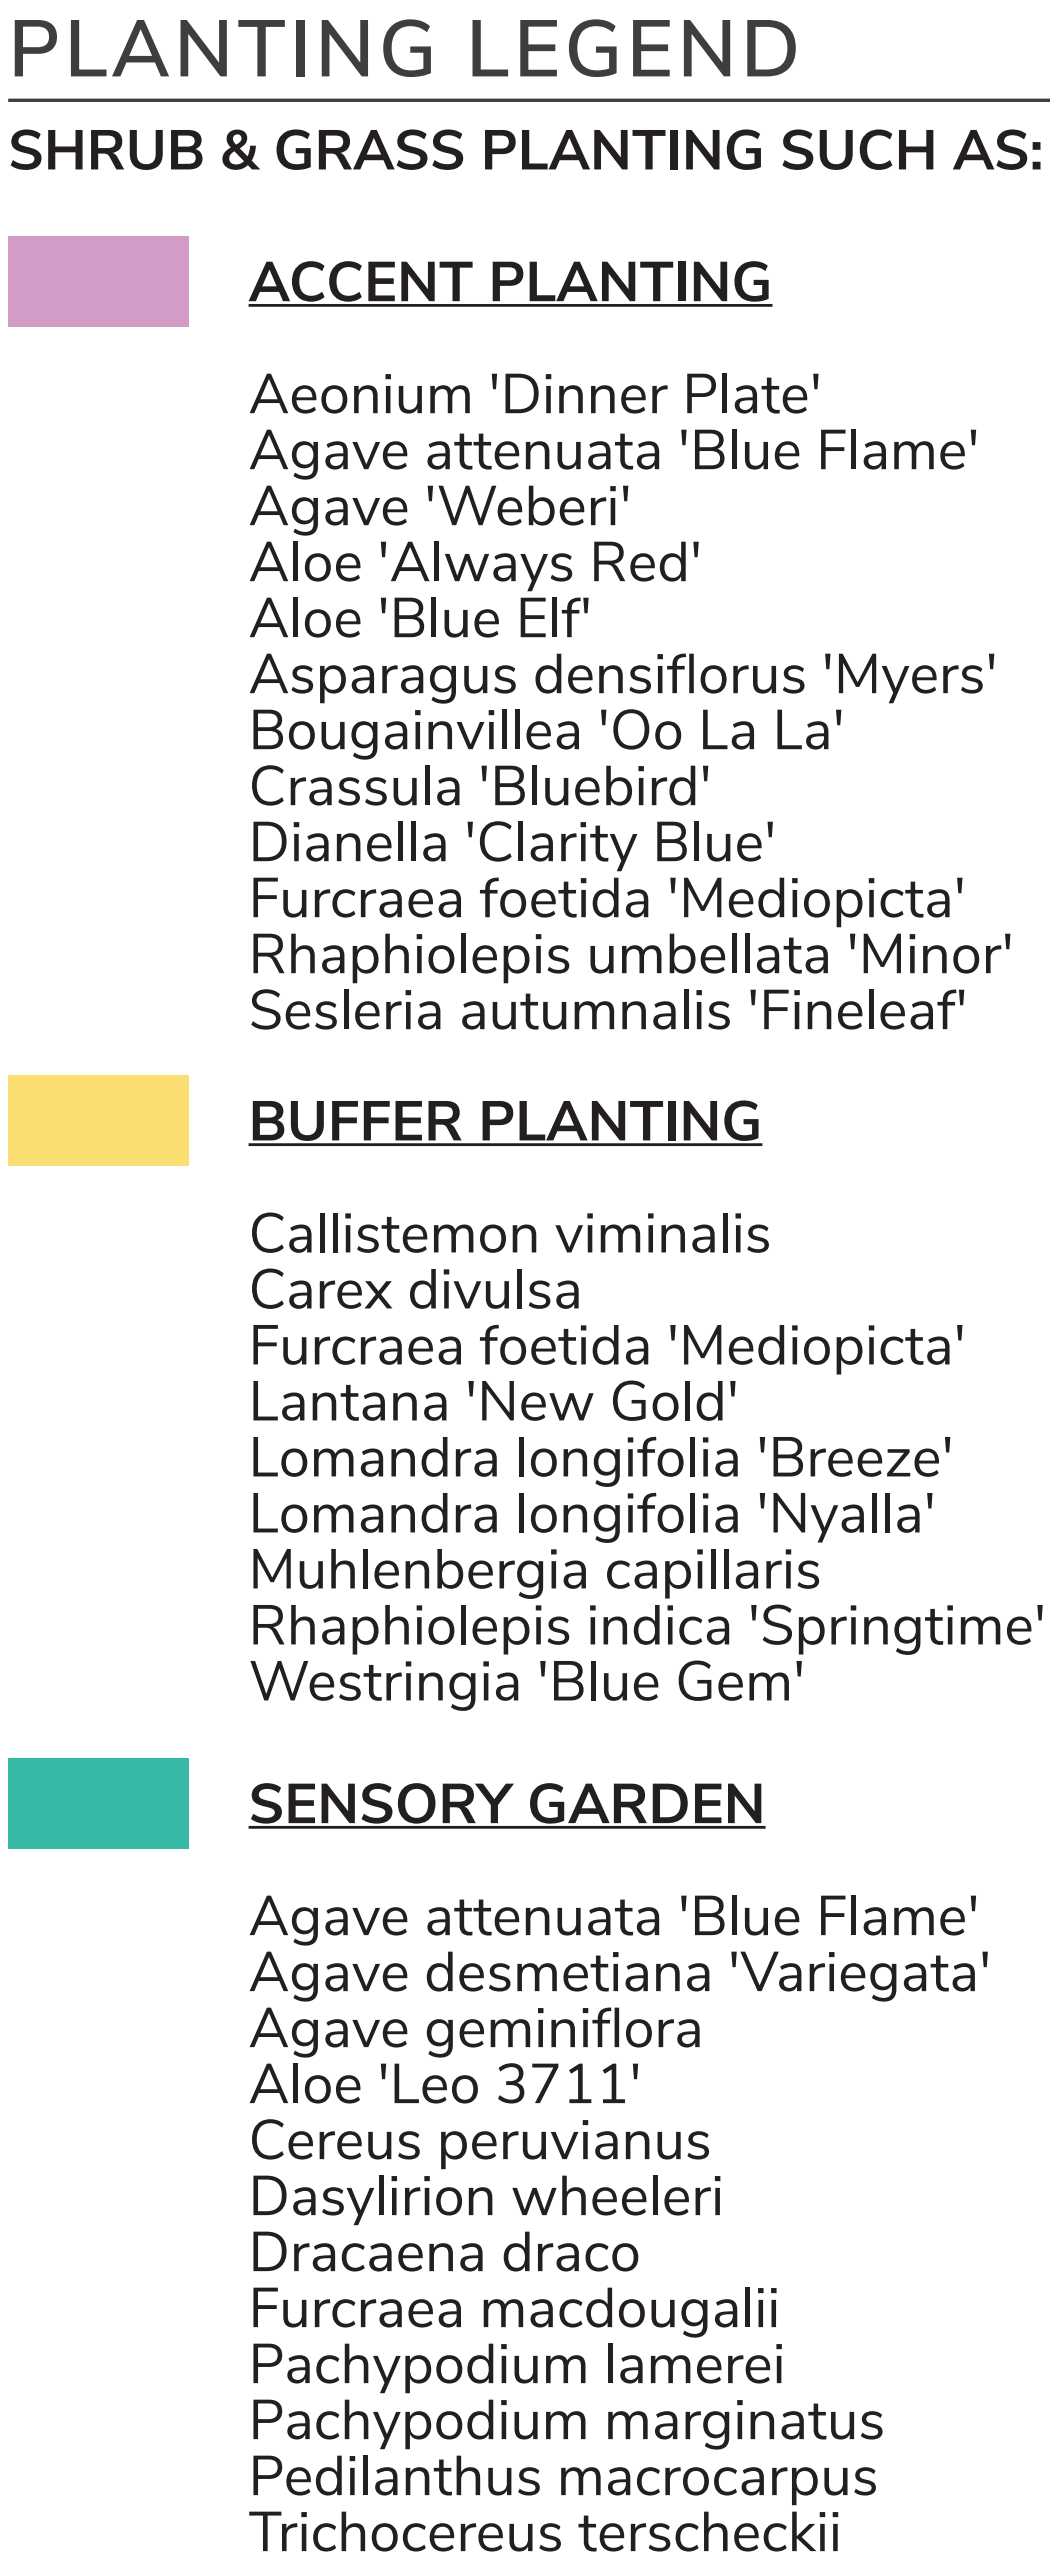 PLANTING LEGEND
SHRUB & GRASS PLANTING SUCH AS:
ACCENT PLANTING
Aeonium 'Dinner Plate'
Agave attenuata 'Blue Flame'
Agave 'Weberi'
Aloe 'Always Red'
Aloe 'Blue Elf'
Asparagus densiflorus 'Myers'
Bougainvillea 'Oo La La'
Crassula 'Bluebird'
Dianella 'Clarity Blue'
Furcraea foetida 'Mediopicta'
Rhaphiolepis umbellata 'Minor'
Sesleria autumnalis 'Fineleaf'
BUFFER PLANTING
Callistemon viminalis
Carex divulsa
Furcraea foetida 'Mediopicta'
Lantana 'New Gold'
Lomandra longifolia 'Breeze'
Lomandra longifolia 'Nyalla'
Muhlenbergia capillaris
Rhaphiolepis indica 'Springtime'
Westringia 'Blue Gem'
SENSORY GARDEN
Agave attenuata 'Blue Flame'
Agave desmetiana 'Variegata'
Agave geminiflora
Aloe 'Leo 3711'
Cereus peruvianus
Dasylirion wheeleri
Dracaena draco
Furcraea macdougalii
Pachypodium lamerei
Pachypodium marginatus
Pedilanthus macrocarpus
Trichocereus terscheckii